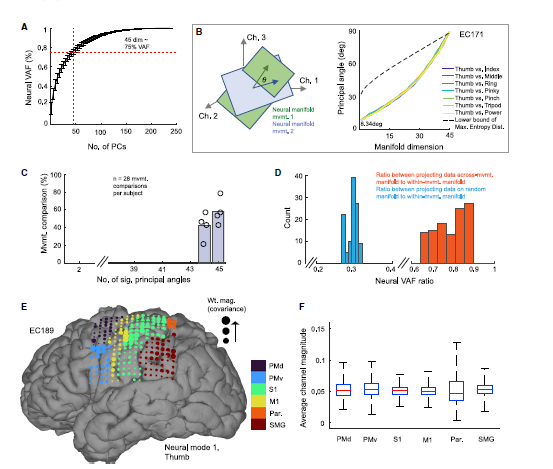 A
45 dim ~
75% VAF
Neural VAF (%)
1,0
0,8
0,6
0,4
0,2
0
50
100
150
200
250
No, of PCs
B
Ch, 3
Ch, 1
Ch, 2
θ
Neural manifold
mvmt, 1
Neural manifold
mvmt, 2
Principal angle (deg)
90
60
30
0
6.34deg
15
30
45
Manifold dimension
EC171
Thumb vs, Index
Thumb vs, Middle
Thumb vs, Ring
Thumb vs, Pinky
Thumb vs, Pinch
Thumb vs, Tripod
Thumb vs, Power
Lower bound of
Max. Entropy Dist.
C
n = 28 mvmt.
comparisons
per subject
Mvmt, comparison (%)
100
80
60
40
20
0
2
39
41
43
45
No, of sig, principal angles
D
Ratio between projecting data across-mvmt,
manifold to within-mvmt, manifold
Ratio between projecting data on random
manifold to within-mvmt, manifold
Count
40
30
20
10
0
0.2
0.3
0.4
0.6
0.7
0.8
0.9
1
Neural VAF ratio
E
EC189
Wt. mag.
(covariance)
PMd
PMv
S1
M1
Par.
SMG
Neural mode 1,
Thumb
F
Average channel magnitude
0,15
0,1
0,05
0
PMd
PMv
S1
M1
Par.
SMG